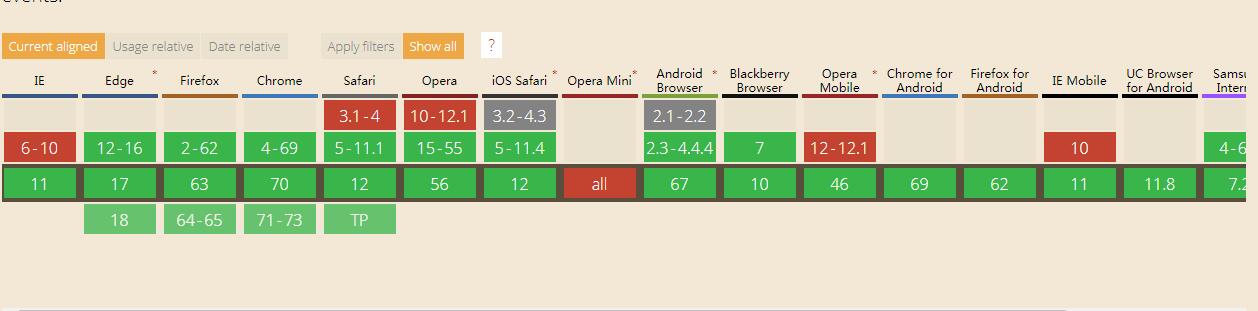 events.
Current aligned Usage relative Date relative Apply filters Show all ?
IE Edge * Firefox Chrome Safari Opera iOS Safari * Opera Mini * Android Browser * Blackberry Browser Opera Mobile * Chrome for Android Firefox for Android IE Mobile UC Browser for Android
3.1-4 10-12.1 3.2-4.3 2.1-2.2
6-10 12-16 2-62 4-69 5-11.1 15-55 5-11.4 2.3-4.4.4 7 12-12.1 10
11 17 63 70 12 56 12 all 67 10 46 69 62 11 11.8 7.2
18 64-65 71-73 TP